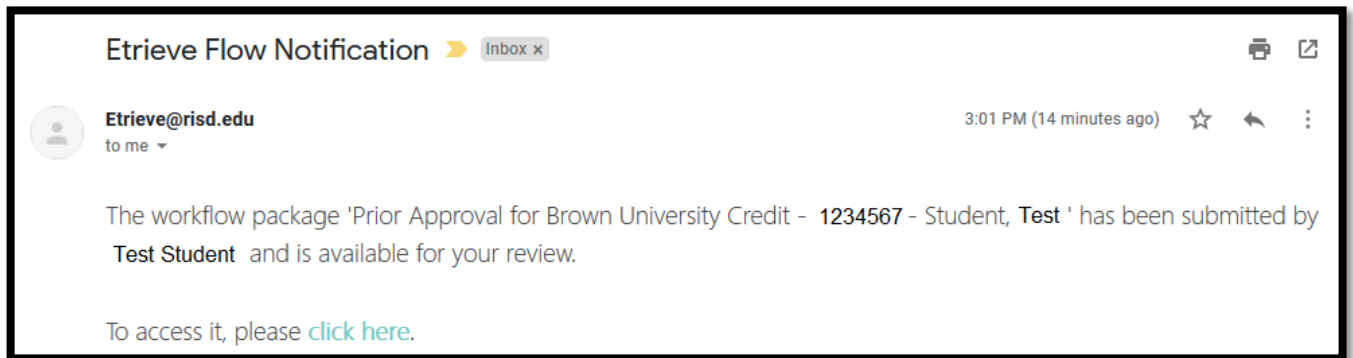 Etrieve Flow Notification Inbox x
Etrieve@risd.edu 3:01 PM (14 minutes ago)
to me
The workflow package 'Prior Approval for Brown University Credit - 1234567 - Student, Test ' has been submitted by
Test Student and is available for your review.
To access it, please click here.